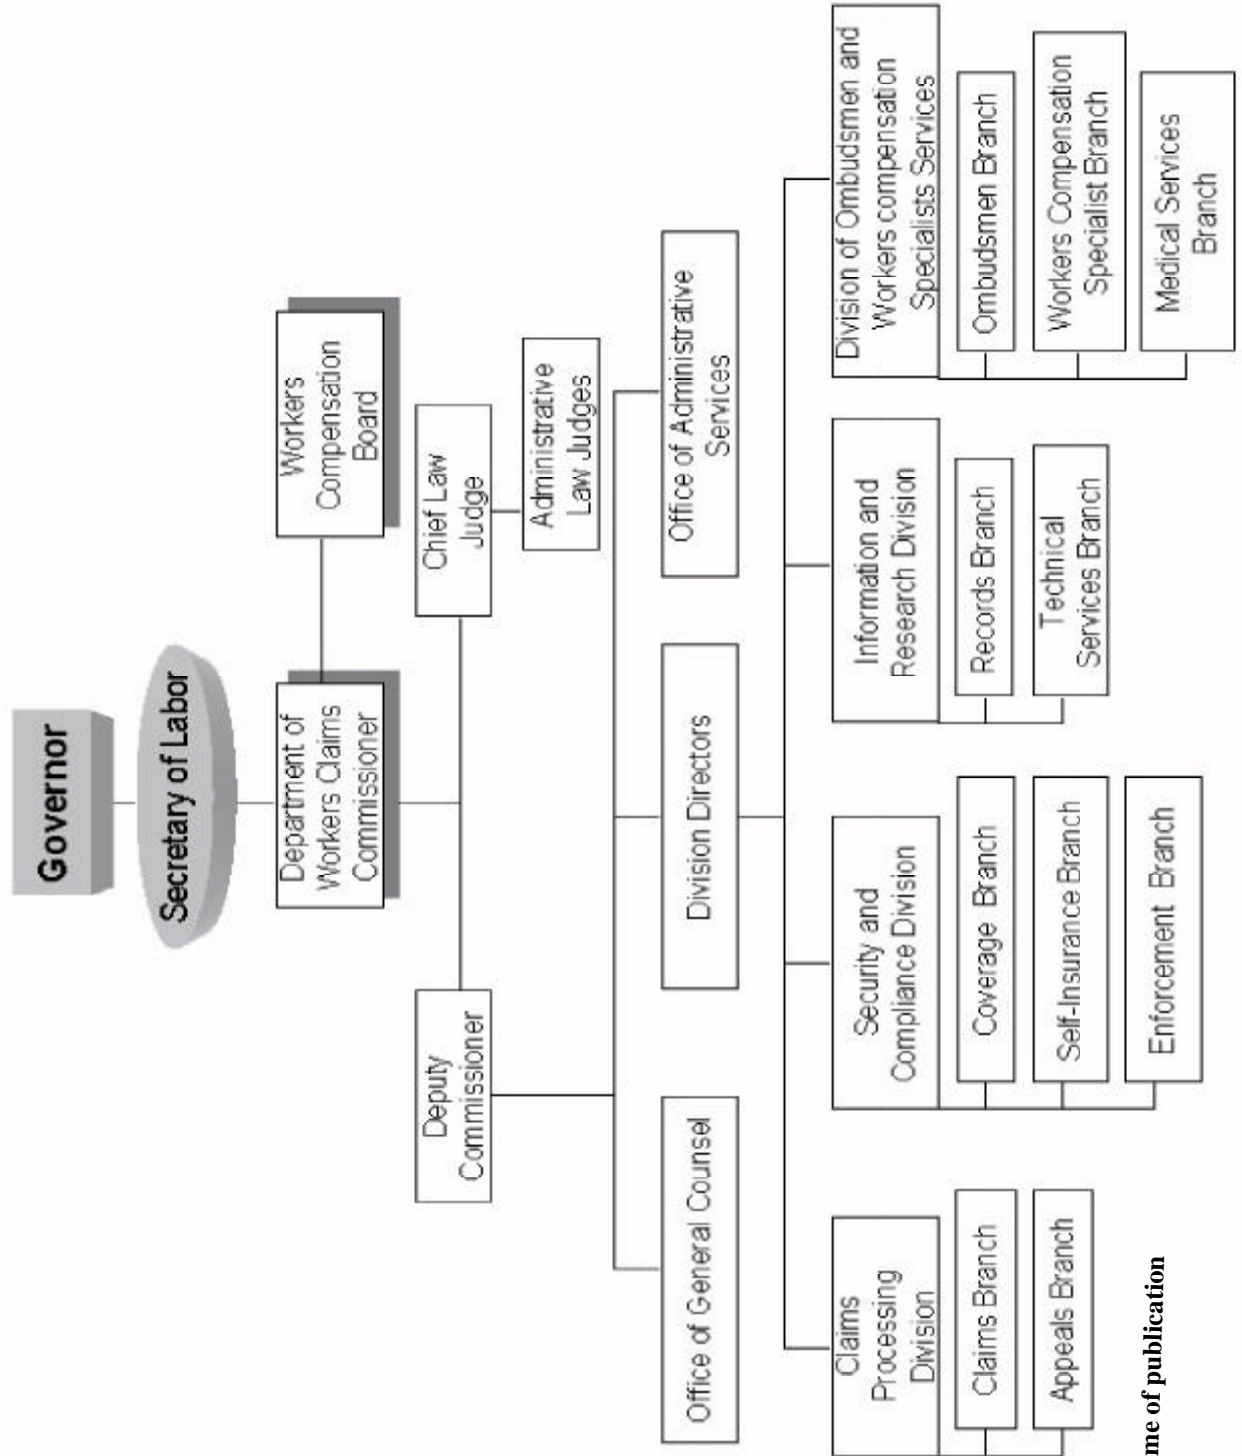 Governor
Secretary of Labor
Department of
Workers Claims
Commissioner
Workers
Compensation
Board
Deputy
Commissioner
Chief Law
Judge
Administrative
Law Judges
Office of General Counsel
Division Directors
Office of Administrative
Services
Claims
Processing
Division
Claims Branch
Appeals Branch
Security and
Compliance Division
Coverage Branch
Self-Insurance Branch
Enforcement Branch
Information and
Research Division
Records Branch
Technical
Services Branch
Division of Ombudsmen and
Workers compensation
Specialists Services
Ombudsmen Branch
Workers Compensation
Specialist Branch
Medical Services
Branch
of publication